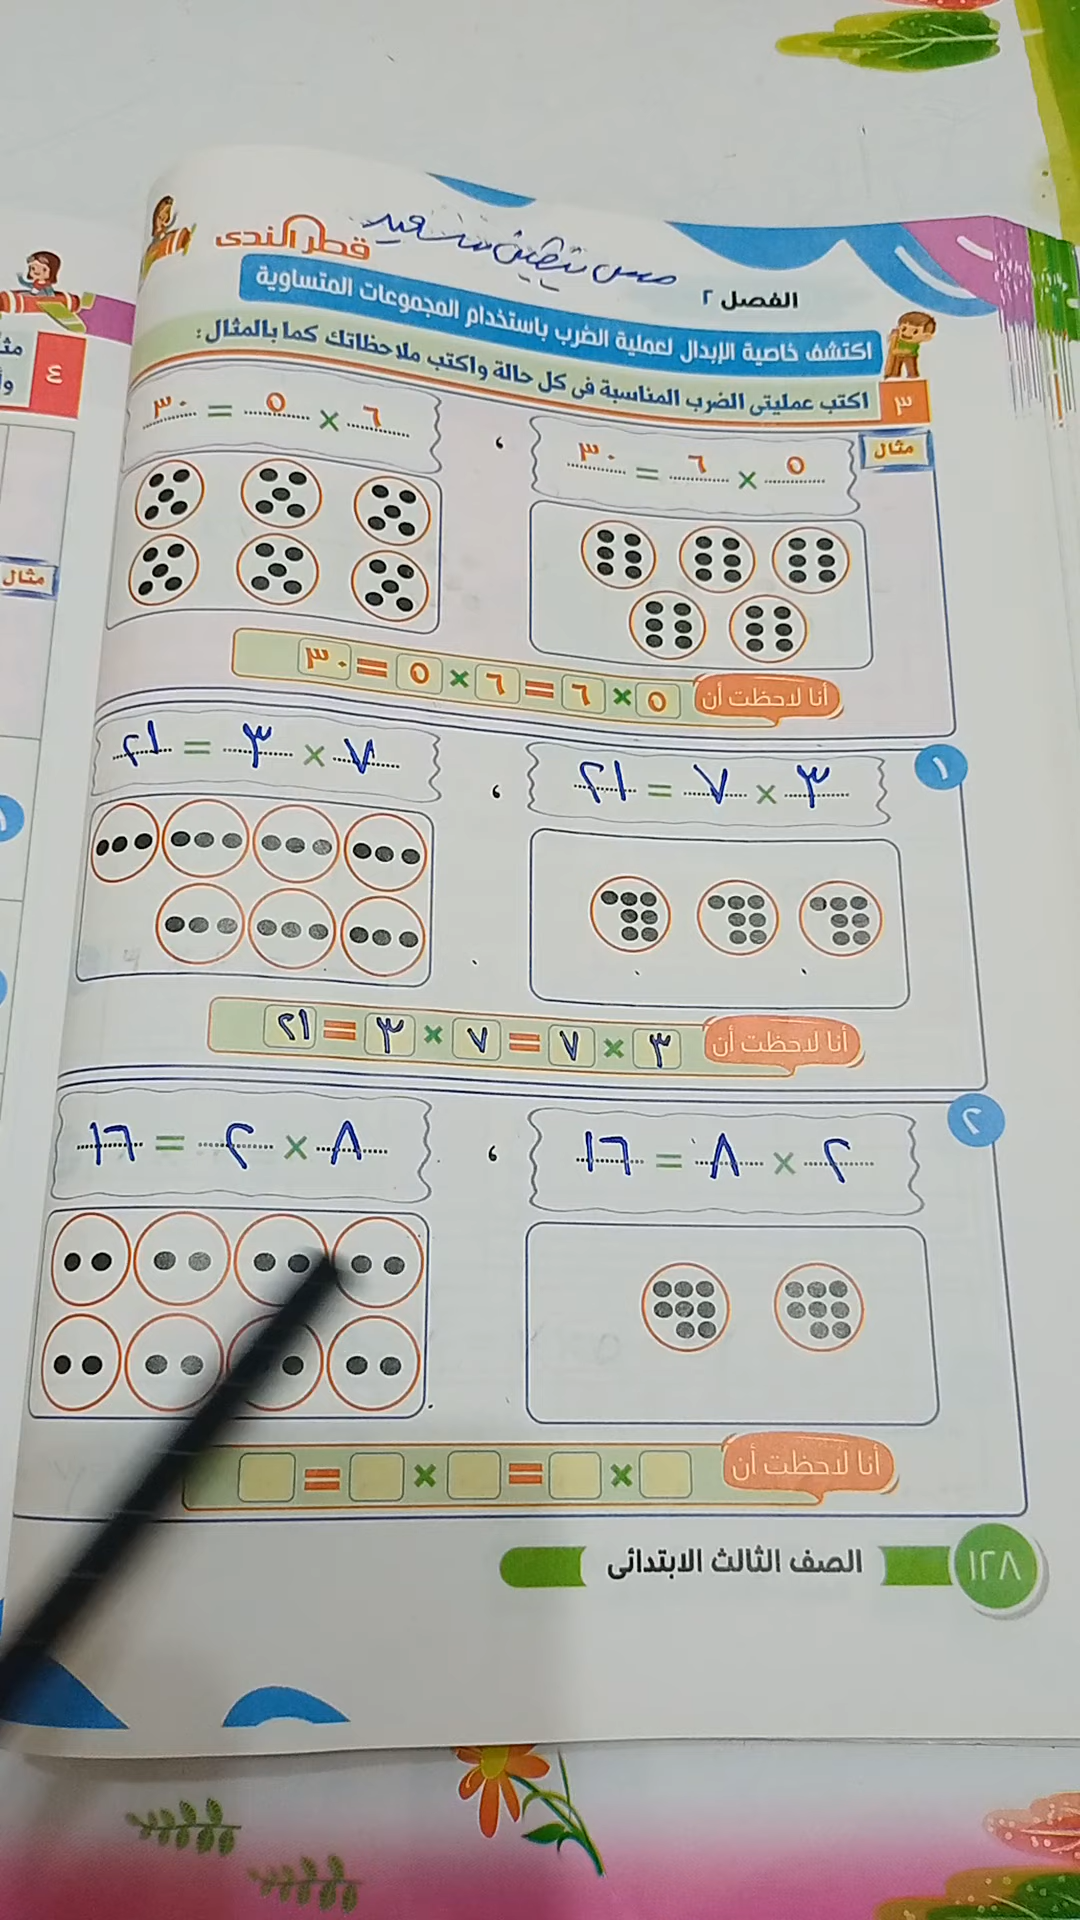 قطر الندى
الفصل ٢
اكتشف خاصية الإبدال لعملية الضرب باستخدام المجموعات المتساوية
٣ اكتب عمليتى الضرب المناسبة فى كل حالة واكتب ملاحظاتك كما بالمثال :
مثال
٥ × ٦ = ٣٠ ، ٦ × ٥ = ٣٠
أنا لاحظت أن ٥ × ٦ = ٦ × ٥ = ٣٠
١
٣ × ٧ = ٢١ ، ٧ × ٣ = ٢١
أنا لاحظت أن ٣ × ٧ = ٧ × ٣ = ٢١
٢
٢ × ٨ = ١٦ ، ٨ × ٢ = ١٦
أنا لاحظت أن × = × =
١٢٨ الصف الثالث الابتدائى
٤
مثال